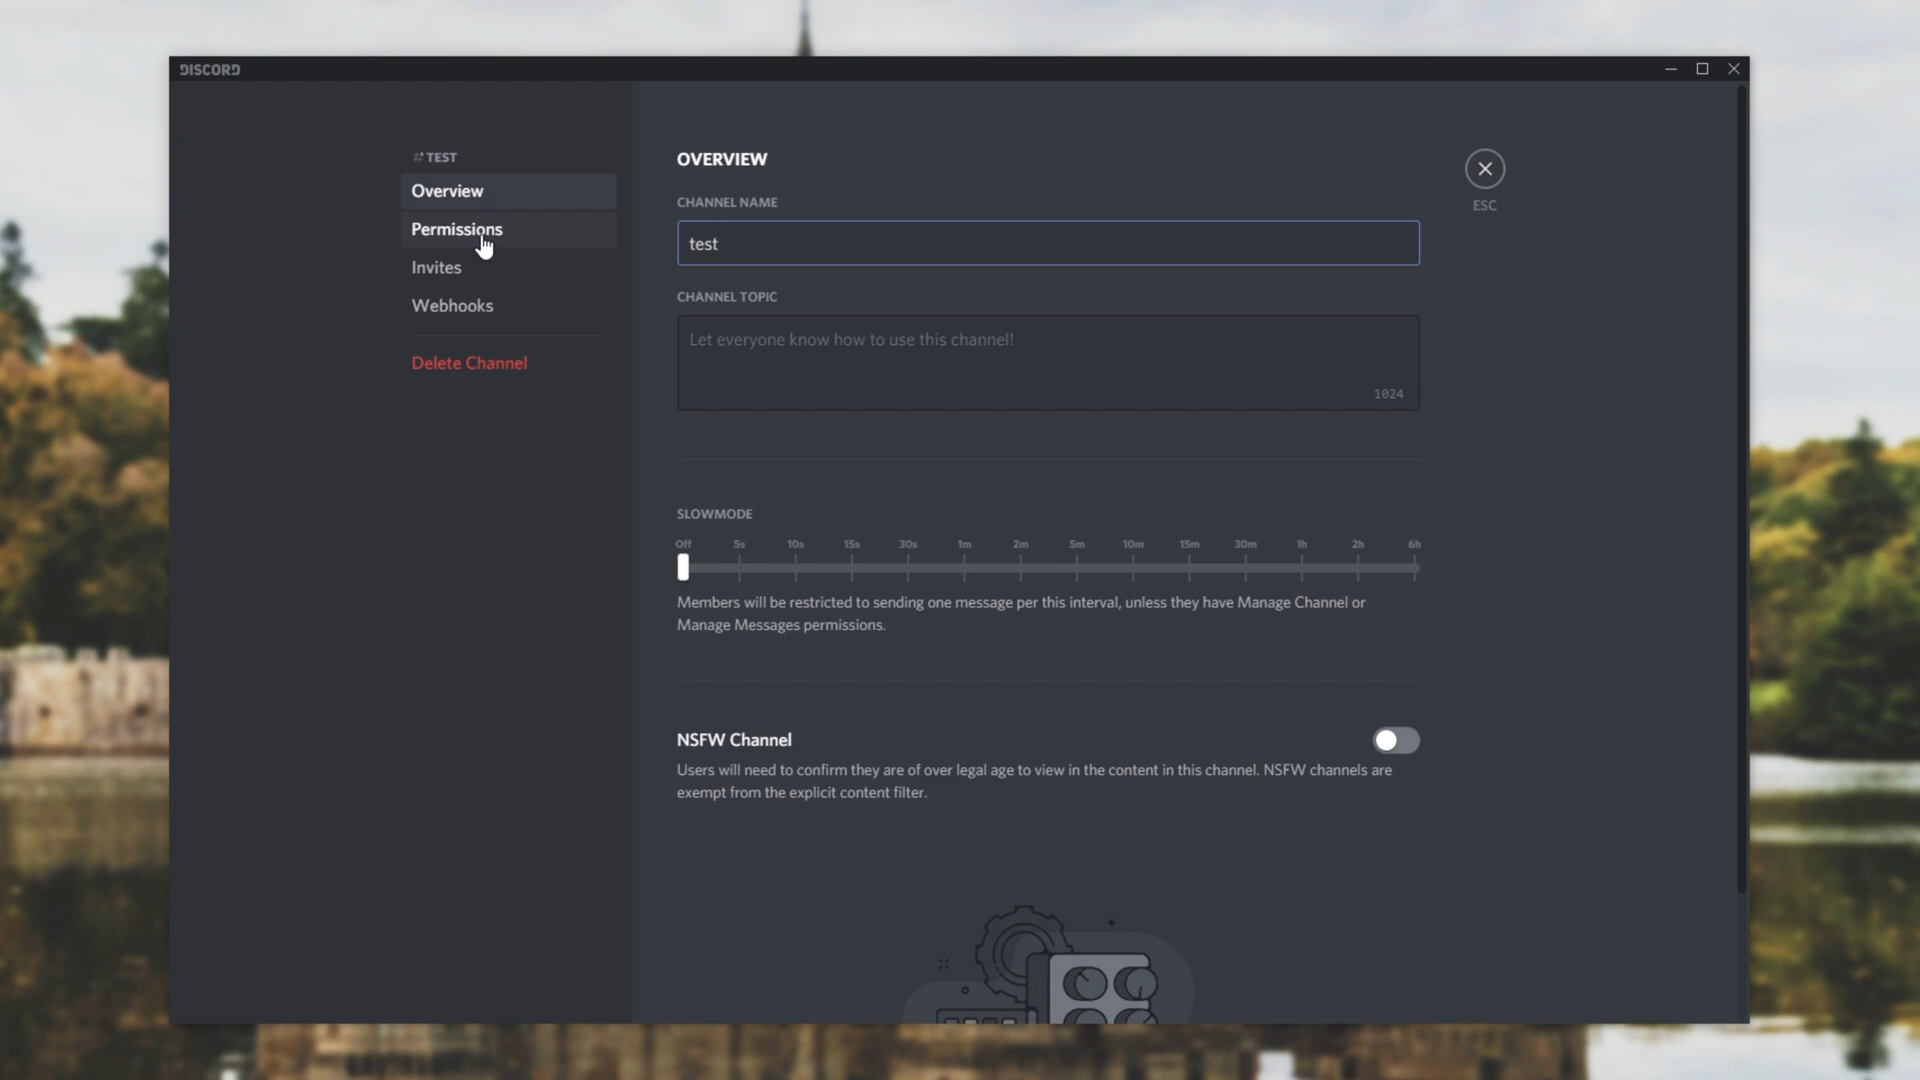 DISCORD
# TEST
Overview
Permissions
Invites
Webhooks
Delete Channel
OVERVIEW
ESC
CHANNEL NAME
test
CHANNEL TOPIC
Let everyone know how to use this channel!
1024
SLOWMODE
Off 5s 10s 15s 30s 1m 2m 5m 10m 15m 30m 1h 2h 6h
Members will be restricted to sending one message per this interval, unless they have Manage Channel or
Manage Messages permissions.
NSFW Channel
Users will need to confirm they are of over legal age to view in the content in this channel. NSFW channels are
exempt from the explicit content filter.